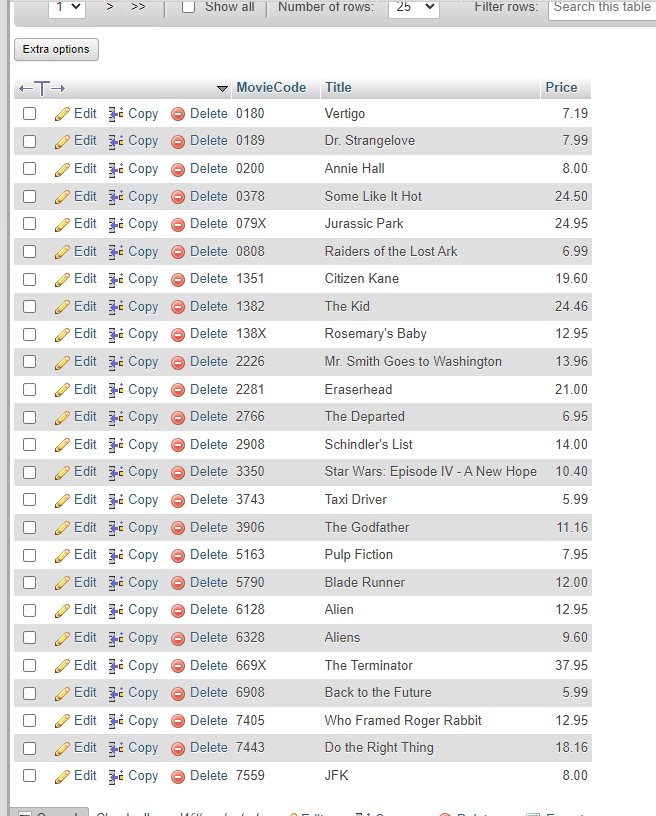 1 > >> Show all Number of rows: 25 Filter rows: Search this table
Extra options
MovieCode Title Price
Edit Copy Delete 0180 Vertigo 7.19
Edit Copy Delete 0189 Dr. Strangelove 7.99
Edit Copy Delete 0200 Annie Hall 8.00
Edit Copy Delete 0378 Some Like It Hot 24.50
Edit Copy Delete 079X Jurassic Park 24.95
Edit Copy Delete 0808 Raiders of the Lost Ark 6.99
Edit Copy Delete 1351 Citizen Kane 19.60
Edit Copy Delete 1382 The Kid 24.46
Edit Copy Delete 138X Rosemary's Baby 12.95
Edit Copy Delete 2226 Mr. Smith Goes to Washington 13.96
Edit Copy Delete 2281 Eraserhead 21.00
Edit Copy Delete 2766 The Departed 6.95
Edit Copy Delete 2908 Schindler's List 14.00
Edit Copy Delete 3350 Star Wars: Episode IV - A New Hope 10.40
Edit Copy Delete 3743 Taxi Driver 5.99
Edit Copy Delete 3906 The Godfather 11.16
Edit Copy Delete 5163 Pulp Fiction 7.95
Edit Copy Delete 5790 Blade Runner 12.00
Edit Copy Delete 6128 Alien 12.95
Edit Copy Delete 6328 Aliens 9.60
Edit Copy Delete 669X The Terminator 37.95
Edit Copy Delete 6908 Back to the Future 5.99
Edit Copy Delete 7405 Who Framed Roger Rabbit 12.95
Edit Copy Delete 7443 Do the Right Thing 18.16
Edit Copy Delete 7559 JFK 8.00